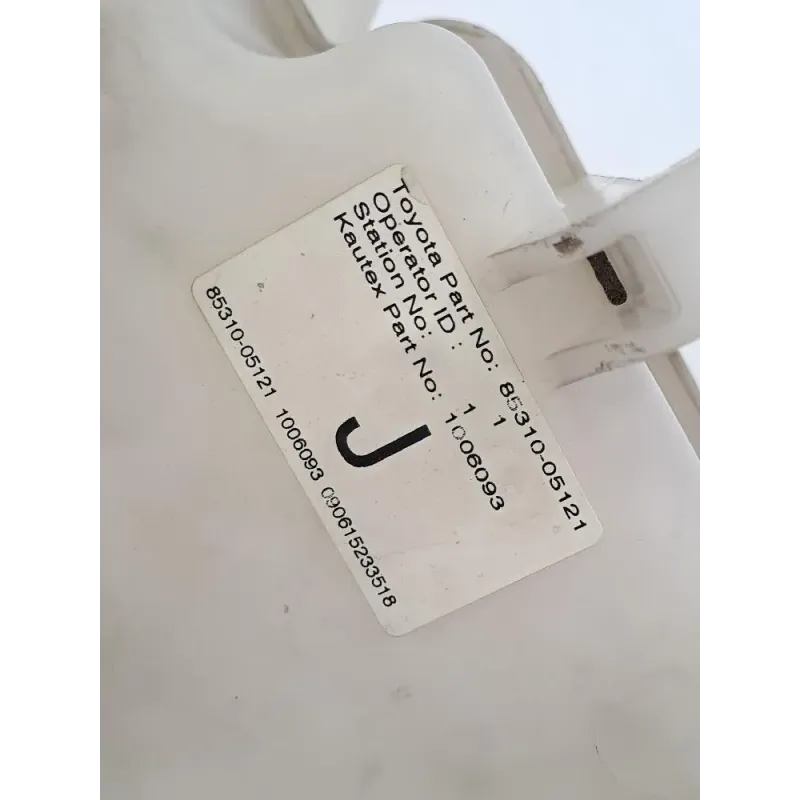 Toyota Part No: 85310-05121
Operator ID : 1
Station No: 1
Kautex Part No: 1006093
J
85310-05121 1006093 090615233518